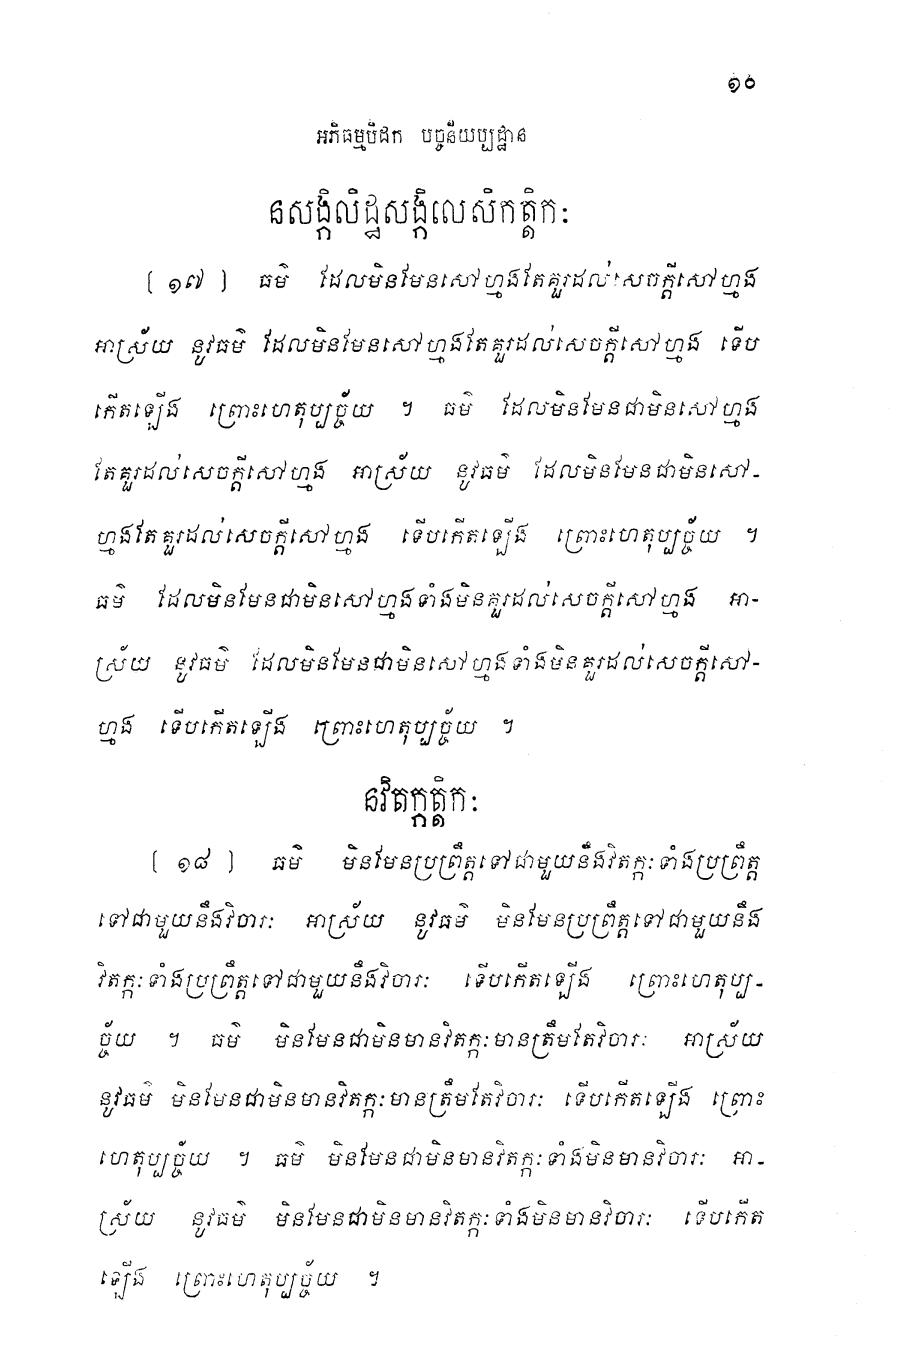 ១០
អភិធម្មបិដក បច្ចនីយប្បដ្ឋាន
នសង្កិលិដ្ឋសង្កិលេសិកត្តិកៈ
[ ១៧ ] ធម៌ ដែលមិនមែនសៅហ្មងតែគួរដល់សេចក្តីសៅហ្មង
អាស្រ័យ នូវធម៌ ដែលមិនមែនសៅហ្មងតែគួរដល់សេចក្តីសៅហ្មង ទើប
កើតឡើង ព្រោះហេតុប្បច្ច័យ ។ ធម៌ ដែលមិនមែនជាមិនសៅហ្មង
តែគួរដល់សេចក្តីសៅហ្មង អាស្រ័យ នូវធម៌ ដែលមិនមែនជាមិនសៅ-
ហ្មងតែគួរដល់សេចក្តីសៅហ្មង ទើបកើតឡើង ព្រោះហេតុប្បច្ច័យ ។
ធម៌ ដែលមិនមែនជាមិនសៅហ្មងទាំងមិនគួរដល់សេចក្តីសៅហ្មង អា-
ស្រ័យ នូវធម៌ ដែលមិនមែនជាមិនសៅហ្មងទាំងមិនគួរដល់សេចក្តីសៅ-
ហ្មង ទើបកើតឡើង ព្រោះហេតុប្បច្ច័យ ។
នវិតក្កត្តិកៈ
[ ១៨ ] ធម៌ មិនមែនប្រព្រឹត្តទៅជាមួយនឹងវិតក្កៈទាំងប្រព្រឹត្ត
ទៅជាមួយនឹងវិចារៈ អាស្រ័យ នូវធម៌ មិនមែនប្រព្រឹត្តទៅជាមួយនឹង
វិតក្កៈទាំងប្រព្រឹត្តទៅជាមួយនឹងវិចារៈ ទើបកើតឡើង ព្រោះហេតុប្ប-
ច្ច័យ ។ ធម៌ មិនមែនជាមិនមានវិតក្កៈមានត្រឹមតែវិចារៈ អាស្រ័យ
នូវធម៌ មិនមែនជាមិនមានវិតក្កៈមានត្រឹមតែវិចារៈ ទើបកើតឡើង ព្រោះ
ហេតុប្បច្ច័យ ។ ធម៌ មិនមែនជាមិនមានវិតក្កៈទាំងមិនមានវិចារៈ អា-
ស្រ័យ នូវធម៌ មិនមែនជាមិនមានវិតក្កៈទាំងមិនមានវិចារៈ ទើបកើត
ឡើង ព្រោះហេតុប្បច្ច័យ ។